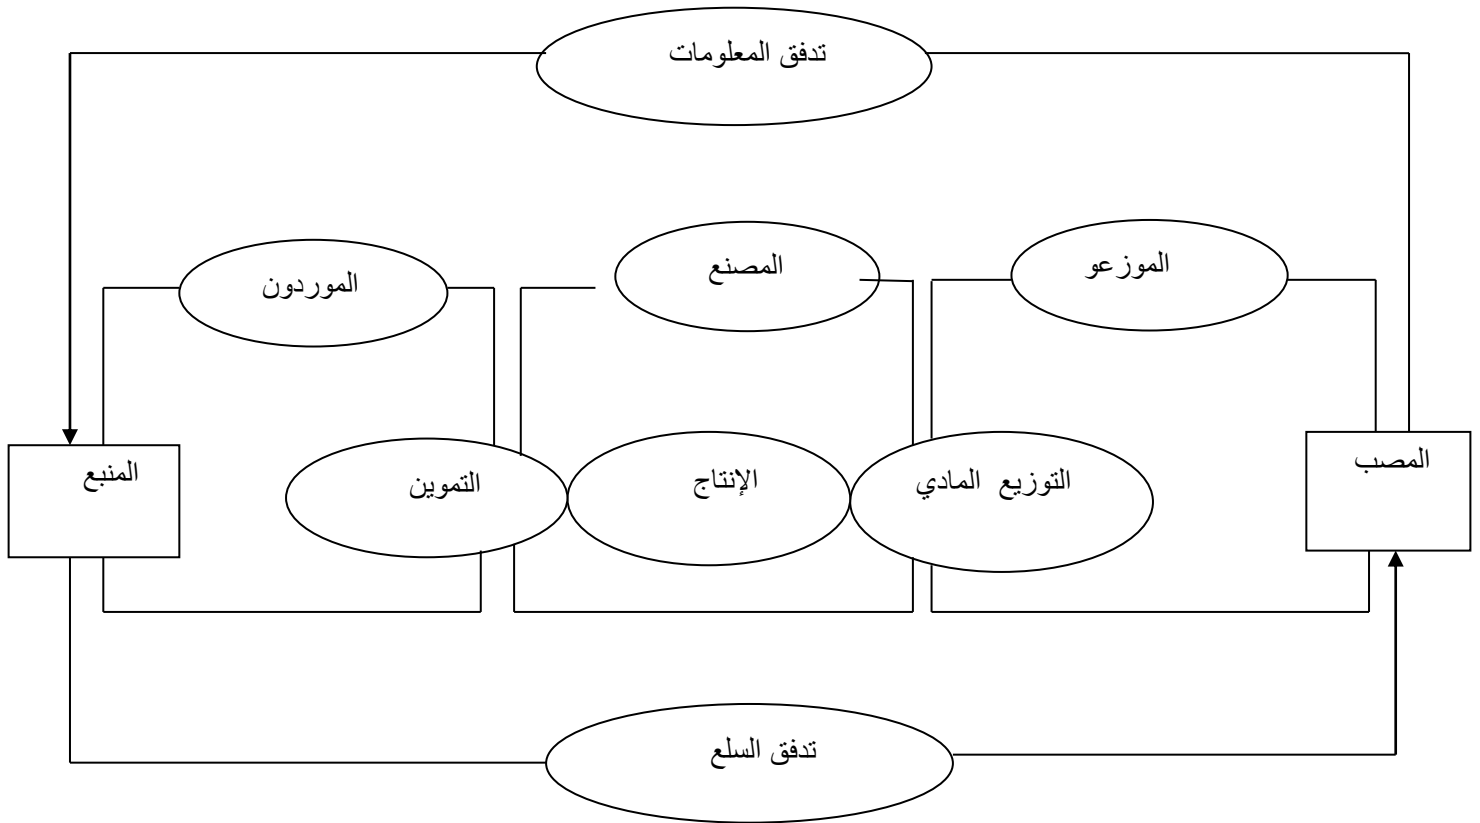 تدفق المعلومات
الموزعو
المصنع
الموردون
المصب
التوزيع المادي
الإنتاج
التموين
المنبع
تدفق السلع